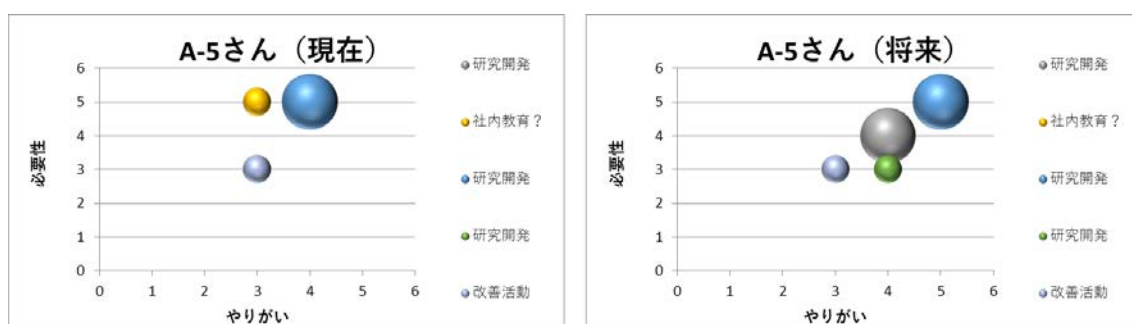 A-5さん（現在）
6
5
4
3
2
1
0
0 1 2 3 4 5 6
必要性
やりがい
研究開発
社内教育？
研究開発
研究開発
改善活動
A-5さん（将来）
6
5
4
3
2
1
0
0 1 2 3 4 5 6
必要性
やりがい
研究開発
社内教育？
研究開発
研究開発
改善活動